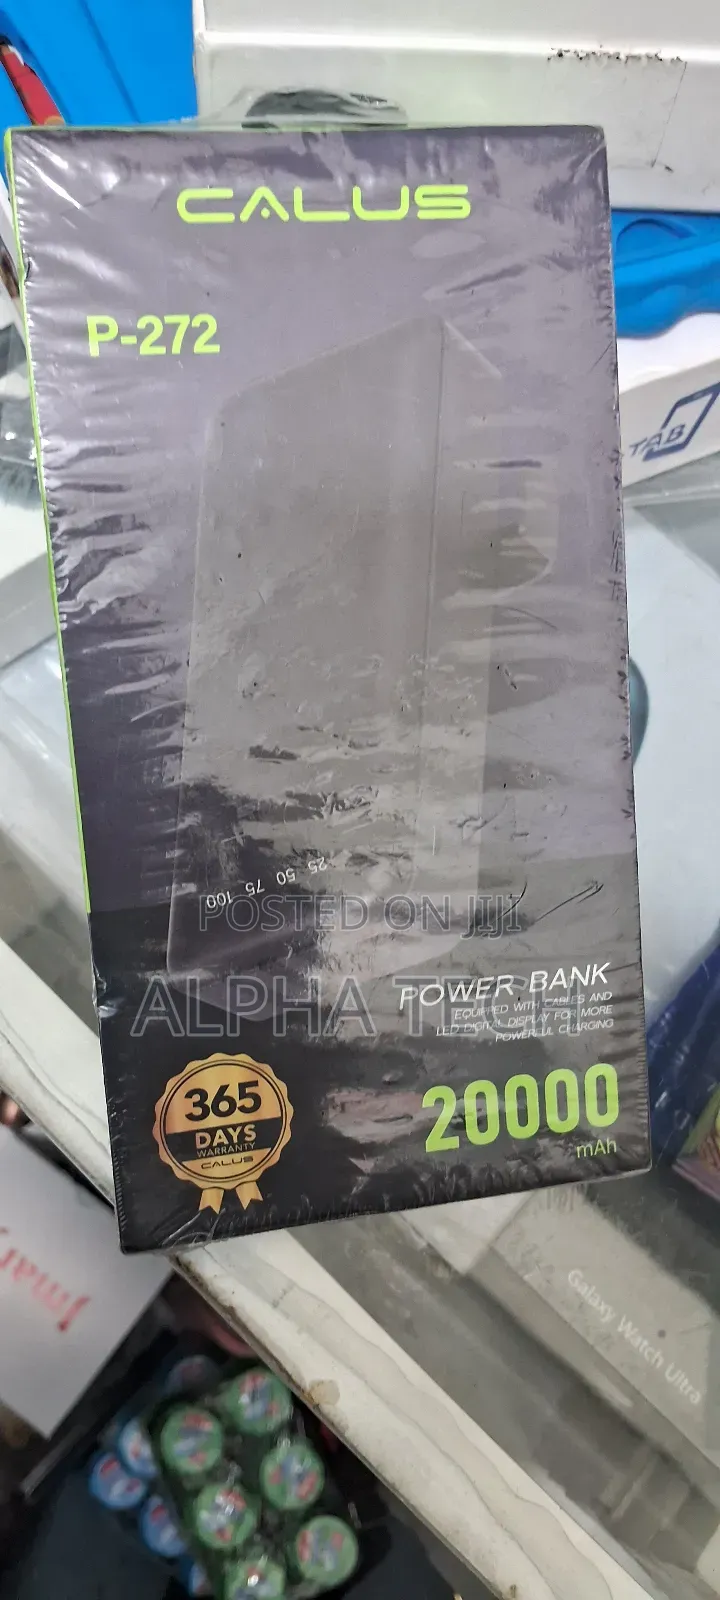 CALUS
P-272
TAB
25 50 75 100
POSTED ON JIJI
ALPHA TECH
POWER BANK
EQUIPPED WITH CABLES AND
LED DIGITAL DISPLAY FOR MORE
POWERFUL CHARGING
365
DAYS
WARRANTY
CALUS
20000
mAh
Galaxy Watch Ultra